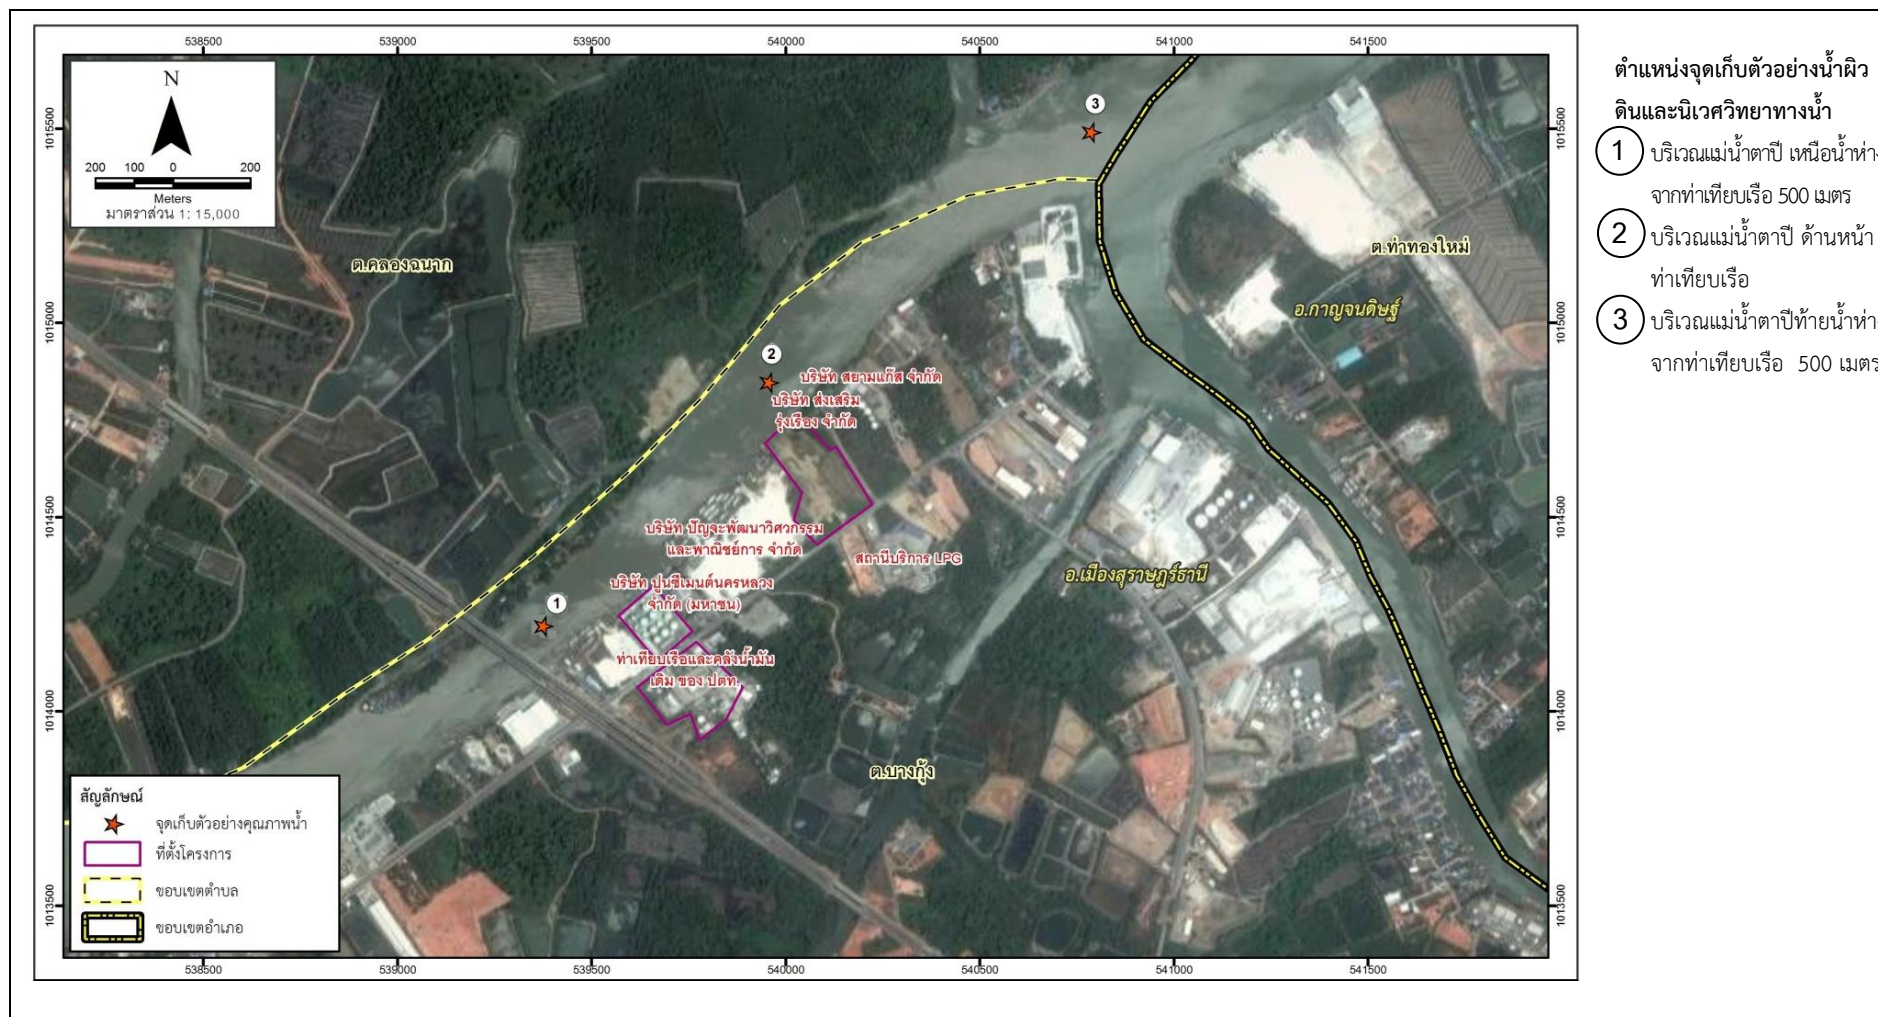 538500
539000
539500
540000
540500
541000
541500
N
200 100 0 200
Meters
มาตราส่วน 1: 15,000
1015500
1015000
1014500
1014000
1013500
1015500
1015000
1014500
1014000
1013500
3
ต.คลองฉนาก
ต.ท่าทองใหม่
อ.กาญจนดิษฐ์
2
บริษัท สยามแก๊ส จำกัด
บริษัท ส่งเสริม
รุ่งเรือง จำกัด
บริษัท ปัญจะพัฒนาวิศวกรรม
และพาณิชย์การ จำกัด
สถานีบริการ LPG
อ.เมืองสุราษฎร์ธานี
บริษัท ปูนซีเมนต์นครหลวง
จำกัด (มหาชน)
1
ท่าเทียบเรือและคลังน้ำมัน
เดิม ของ ปตท.
ต.บางกุ้ง
สัญลักษณ์
จุดเก็บตัวอย่างคุณภาพน้ำ
ที่ตั้งโครงการ
ขอบเขตตำบล
ขอบเขตอำเภอ
538500
539000
539500
540000
540500
541000
541500
ตำแหน่งจุดเก็บตัวอย่างน้ำผิว
ดินและนิเวศวิทยาทางน้ำ
1 บริเวณแม่น้ำตาปี เหนือน้ำห่าง
จากท่าเทียบเรือ 500 เมตร
2 บริเวณแม่น้ำตาปี ด้านหน้า
ท่าเทียบเรือ
3 บริเวณแม่น้ำตาปีท้ายน้ำห่าง
จากท่าเทียบเรือ 500 เมตร